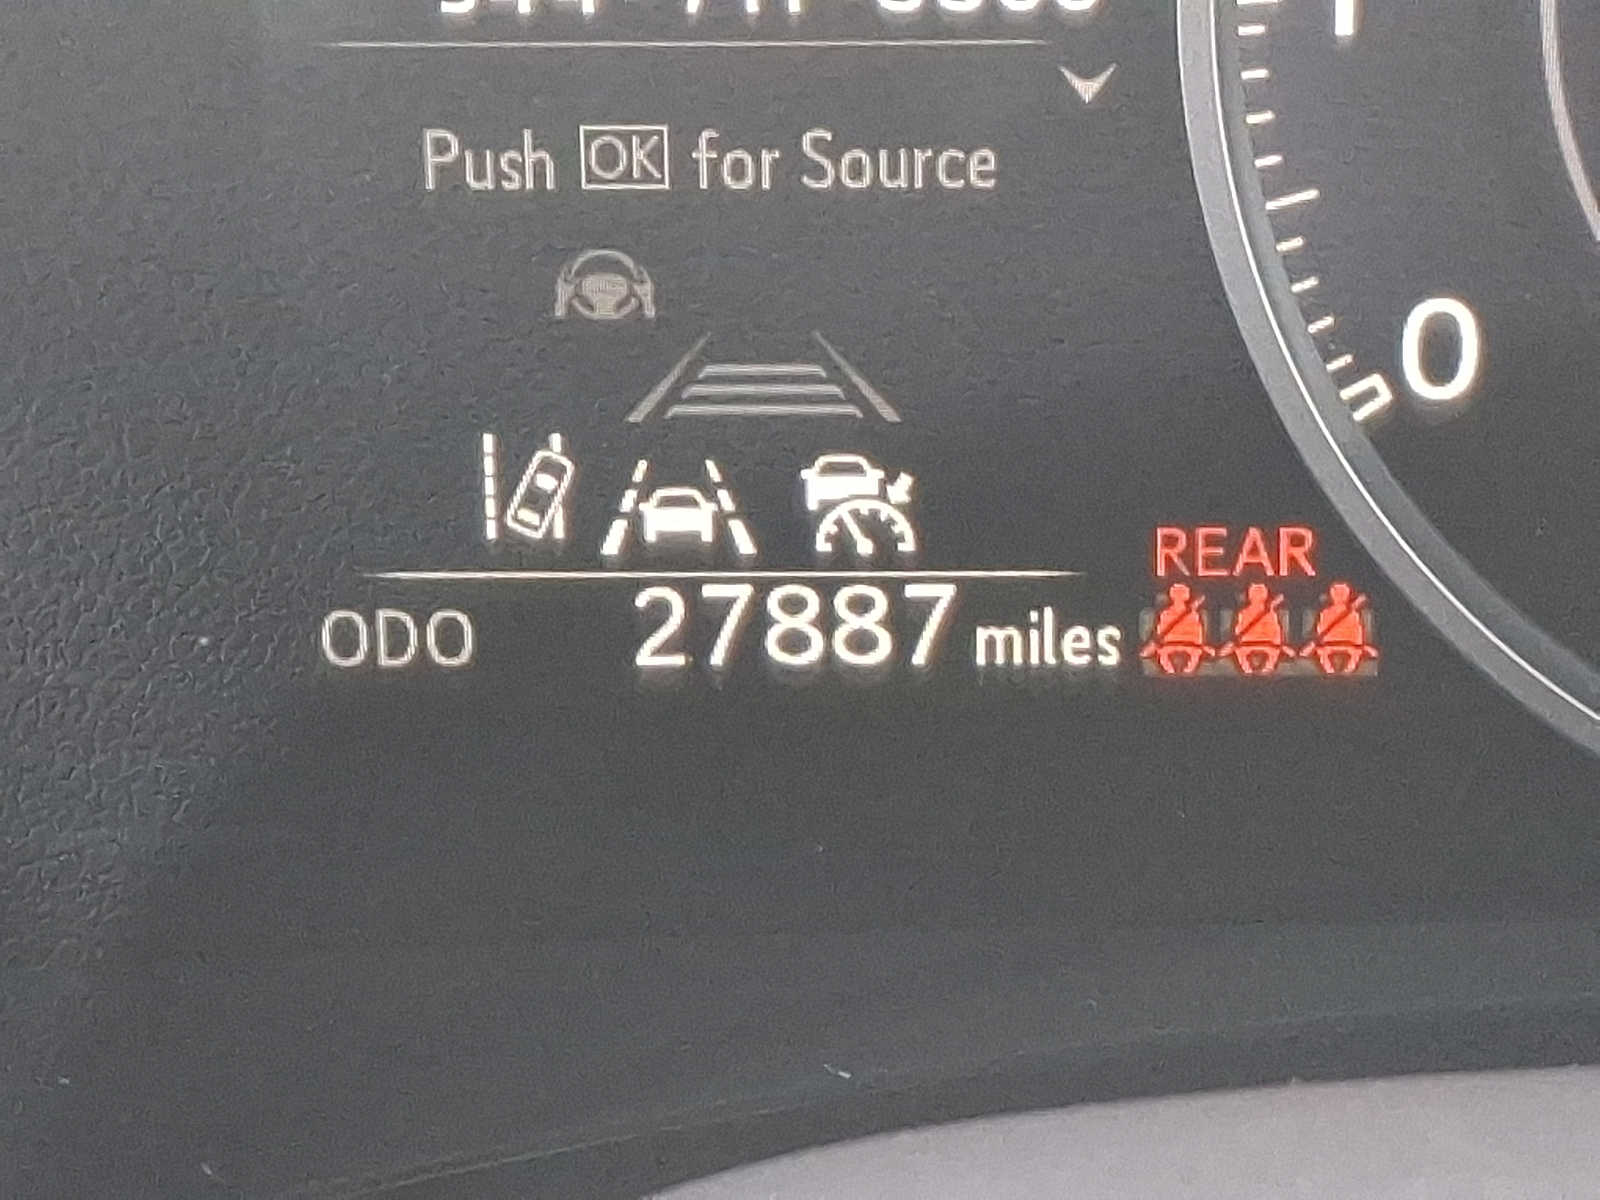 Push OK for Source
0
REAR
ODO 27887 miles